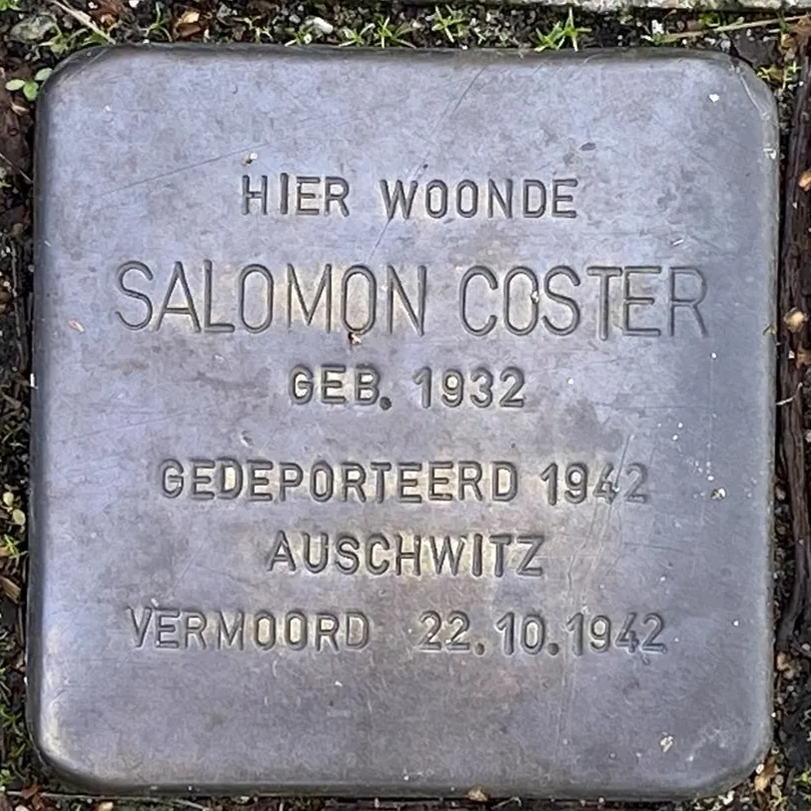 HIER WOONDE
SALOMON COSTER
GEB. 1932
GEDEPORTEERD 1942
AUSCHWITZ
VERMOORD 22.10.1942